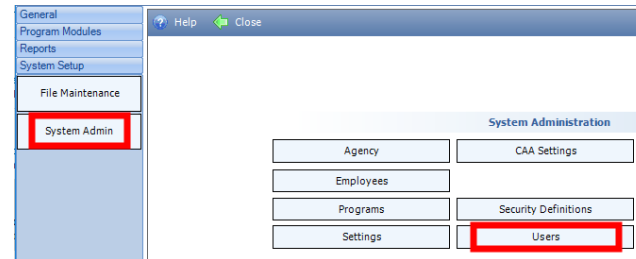 General
Program Modules
Reports
System Setup
File Maintenance
System Admin
Help Close
System Administration
Agency CAA Settings
Employees
Programs Security Definitions
Settings Users